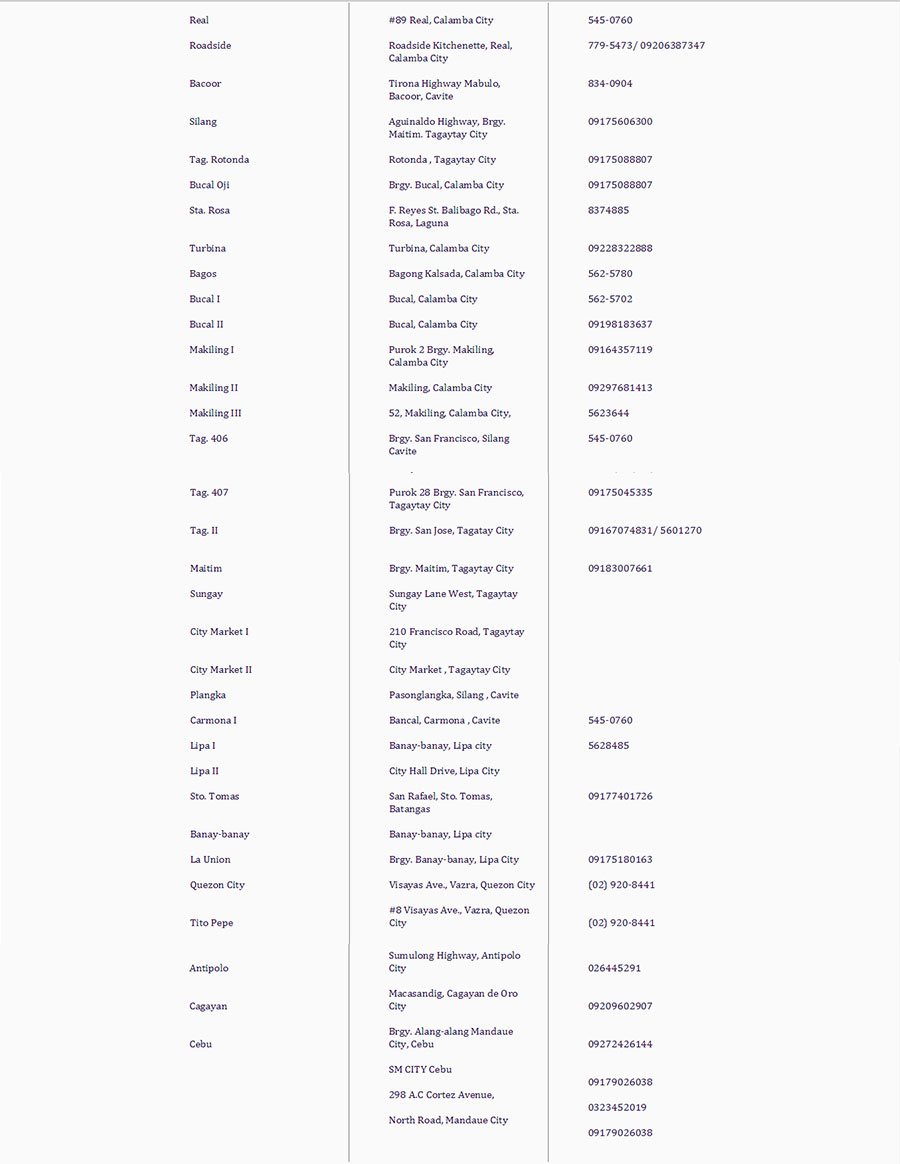 Real #89 Real, Calamba City 545-0760
Roadside Roadside Kitchenette, Real, 779-5473/ 09206387347
Calamba City
Bacoor Tirona Highway Mabulo, 834-0904
Bacoor, Cavite
Silang Aguinaldo Highway, Brgy. 09175606300
Maitim. Tagaytay City
Tag. Rotonda Rotonda , Tagaytay City 09175088807
Bucal Oji Brgy. Bucal, Calamba City 09175088807
Sta. Rosa F. Reyes St. Balibago Rd., Sta. 8374885
Rosa, Laguna
Turbina Turbina, Calamba City 09228322888
Bagos Bagong Kalsada, Calamba City 562-5780
Bucal I Bucal, Calamba City 562-5702
Bucal II Bucal, Calamba City 09198183637
Makiling I Purok 2 Brgy. Makiling, 09164357119
Calamba City
Makiling II Makiling, Calamba City 09297681413
Makiling III 52, Makiling, Calamba City, 5623644
Tag. 406 Brgy. San Francisco, Silang 545-0760
Cavite
Tag. 407 Purok 28 Brgy. San Francisco, 09175045335
Tagaytay City
Tag. II Brgy. San Jose, Tagatay City 09167074831/ 5601270
Maitim Brgy. Maitim, Tagaytay City 09183007661
Sungay Sungay Lane West, Tagaytay
City
City Market I 210 Francisco Road, Tagaytay
City
City Market II City Market , Tagaytay City
Plangka Pasonglangka, Silang , Cavite
Carmona I Bancal, Carmona , Cavite 545-0760
Lipa I Banay-banay, Lipa city 5628485
Lipa II City Hall Drive, Lipa City
Sto. Tomas San Rafael, Sto. Tomas, 09177401726
Batangas
Banay-banay Banay-banay, Lipa city
La Union Brgy. Banay-banay, Lipa City 09175180163
Quezon City Visayas Ave., Vazra, Quezon City (02) 920-8441
#8 Visayas Ave., Vazra, Quezon
Tito Pepe City (02) 920-8441
Sumulong Highway, Antipolo
Antipolo City 026445291
Macasandig, Cagayan de Oro
Cagayan City 09209602907
Brgy. Alang-alang Mandaue
Cebu City, Cebu 09272426144
SM CITY Cebu
09179026038
298 A.C Cortez Avenue,
0323452019
North Road, Mandaue City
09179026038